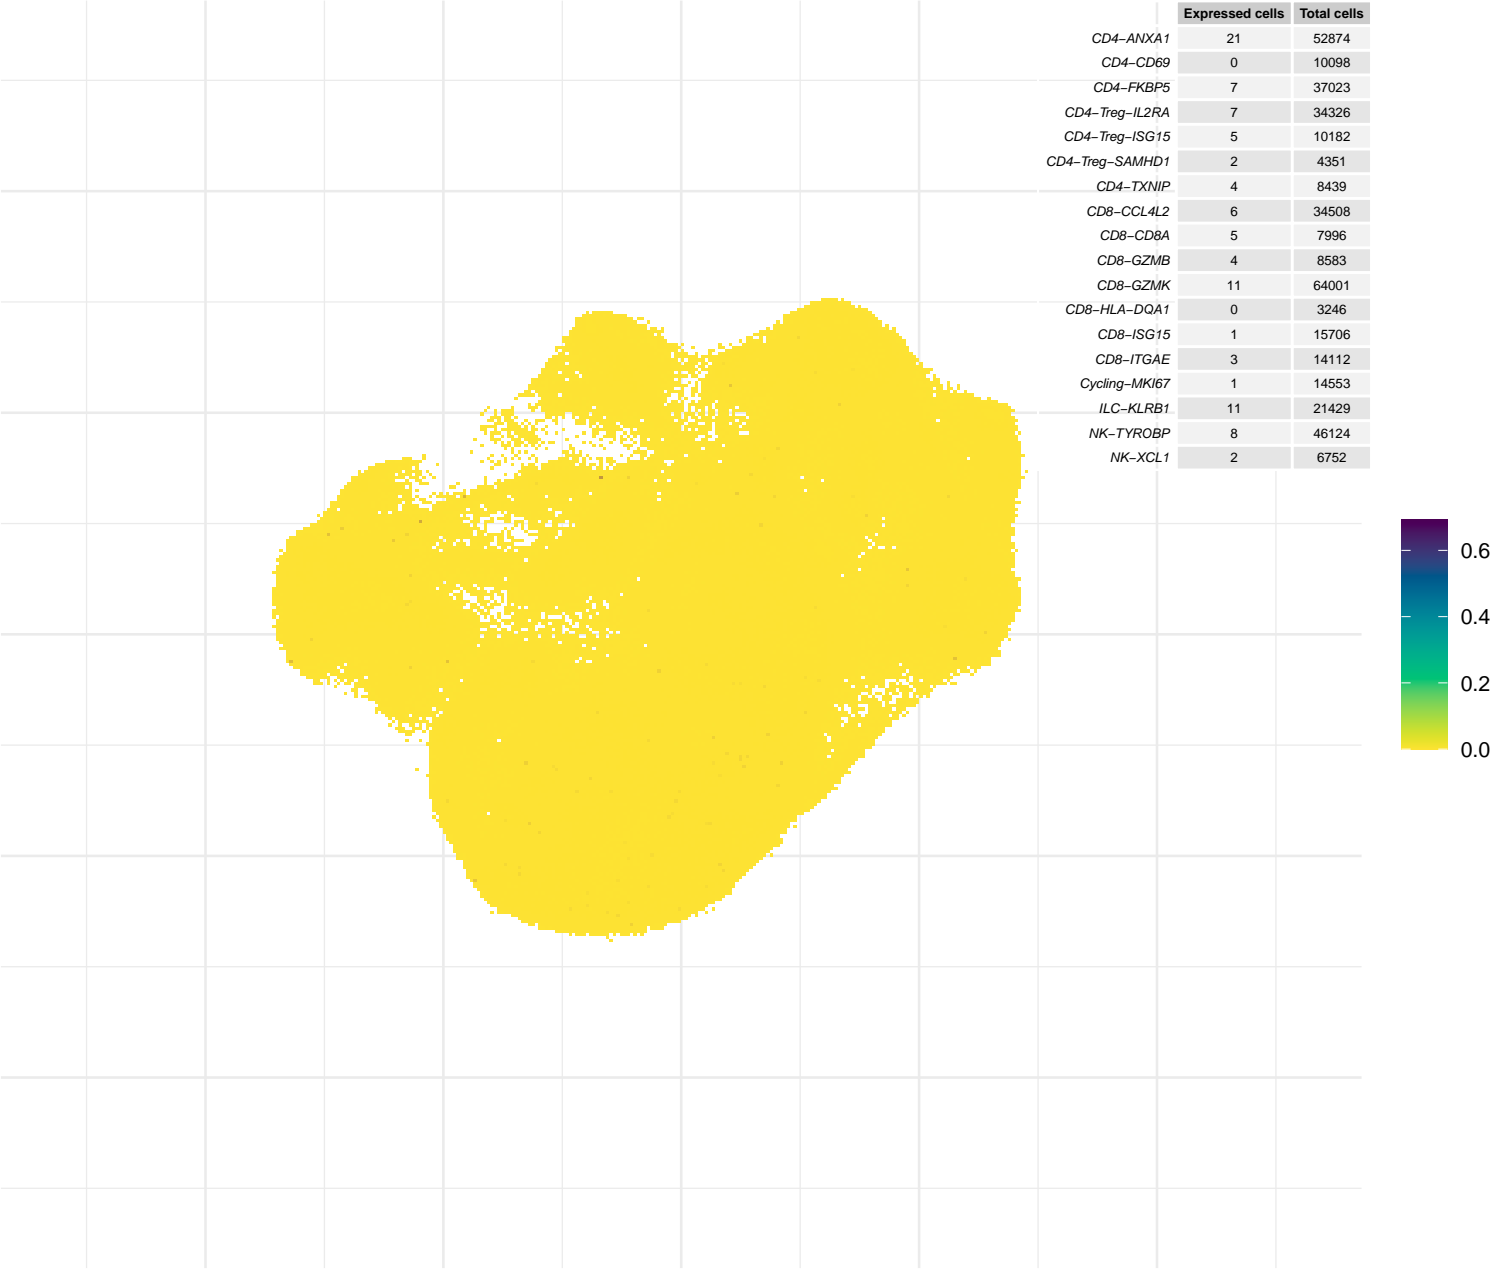 Expressed cells Total cells
CD4−ANXA1 21 52874
CD4−CD69 0 10098
CD4−FKBP5 7 37023
CD4−Treg−IL2RA 7 34326
CD4−Treg−ISG15 5 10182
CD4−Treg−SAMHD1 2 4351
CD4−TXNIP 4 8439
CD8−CCL4L2 6 34508
CD8−CD8A 5 7996
CD8−GZMB 4 8583
CD8−GZMK 11 64001
CD8−HLA−DQA1 0 3246
CD8−ISG15 1 15706
CD8−ITGAE 3 14112
Cycling−MKI67 1 14553
ILC−KLRB1 11 21429
NK−TYROBP 8 46124
NK−XCL1 2 6752
0.6
0.4
0.2
0.0